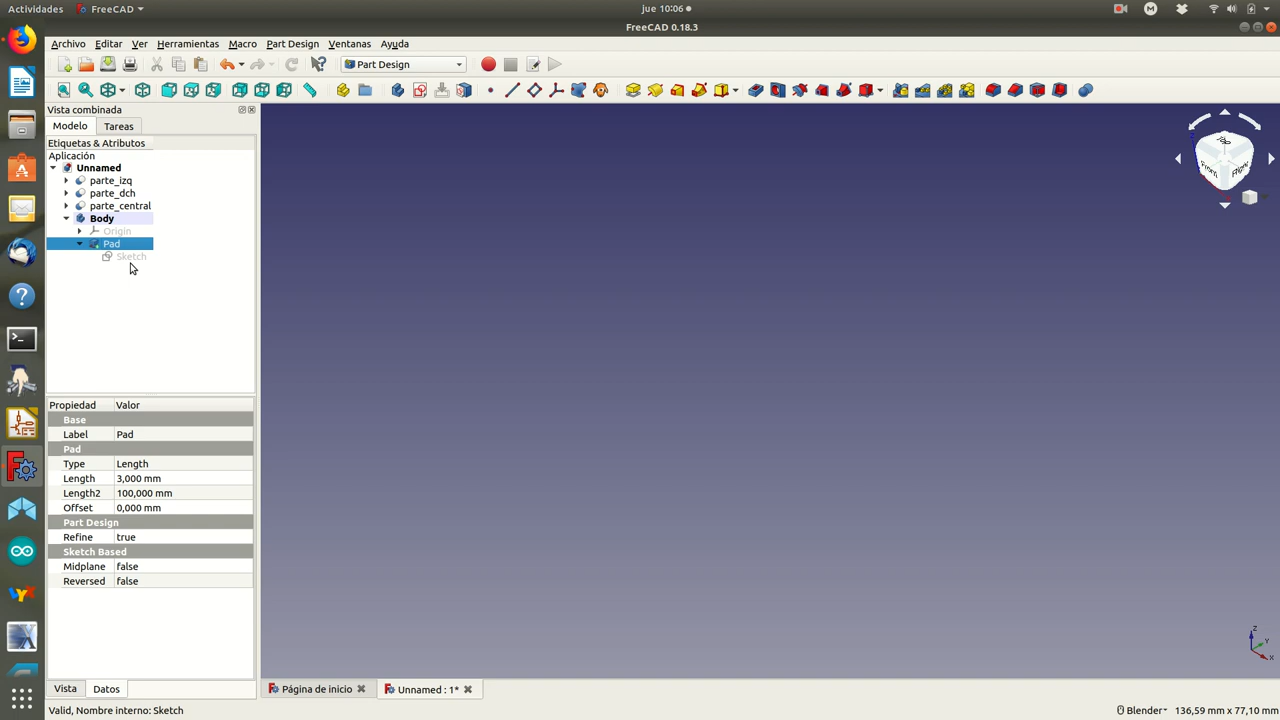 Actividades FreeCAD jue 10:06
FreeCAD 0.18.3
Archivo Editar Ver Herramientas Macro Part Design Ventanas Ayuda
Part Design
Vista combinada
Modelo Tareas
Etiquetas & Atributos
Aplicación
Unnamed
parte_izq
parte_dch
parte_central
Body
Origin
Pad
Sketch
Propiedad Valor
Base
Label Pad
Pad
Type Length
Length 3,000 mm
Length2 100,000 mm
Offset 0,000 mm
Part Design
Refine true
Sketch Based
Midplane false
Reversed false
Vista Datos
Página de inicio Unnamed : 1*
Valid, Nombre interno: Sketch
Blender 136,59 mm x 77,10 mm